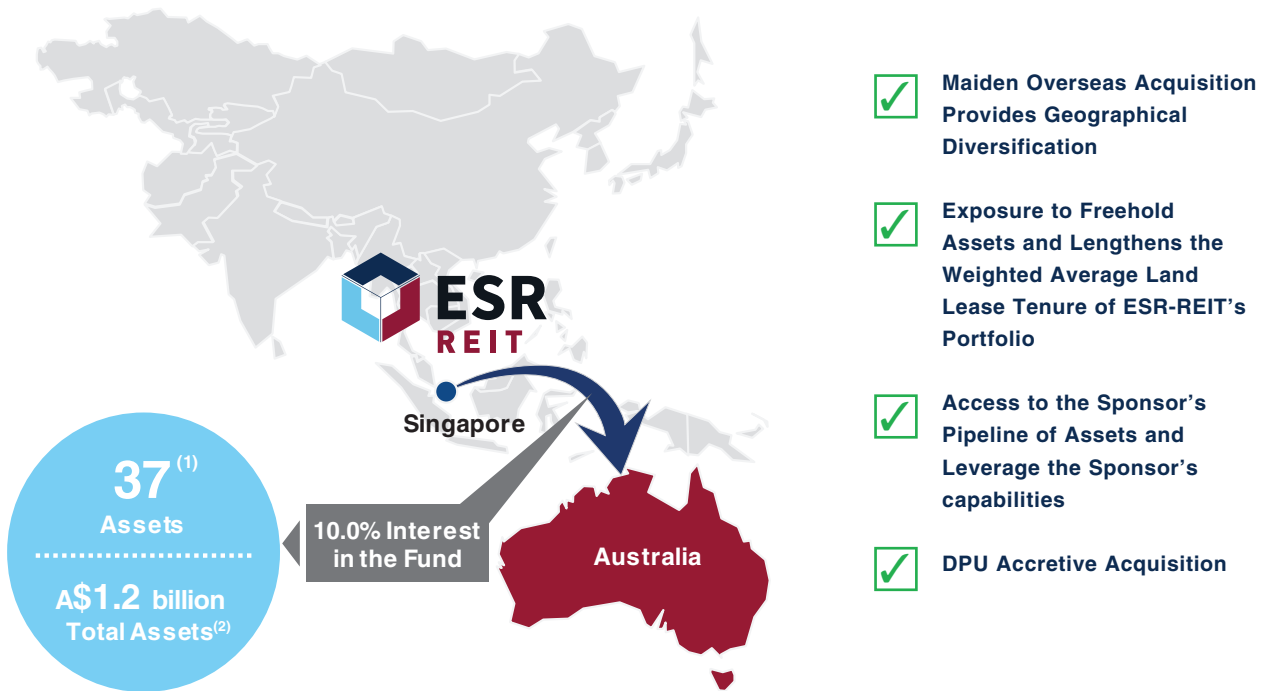 ESR
REIT
Singapore
37 (1)
Assets
A$1.2 billion
Total Assets(2)
10.0% Interest
in the Fund
Australia
Maiden Overseas Acquisition
Provides Geographical
Diversification
Exposure to Freehold
Assets and Lengthens the
Weighted Average Land
Lease Tenure of ESR-REIT’s
Portfolio
Access to the Sponsor’s
Pipeline of Assets and
Leverage the Sponsor’s
capabilities
DPU Accretive Acquisition